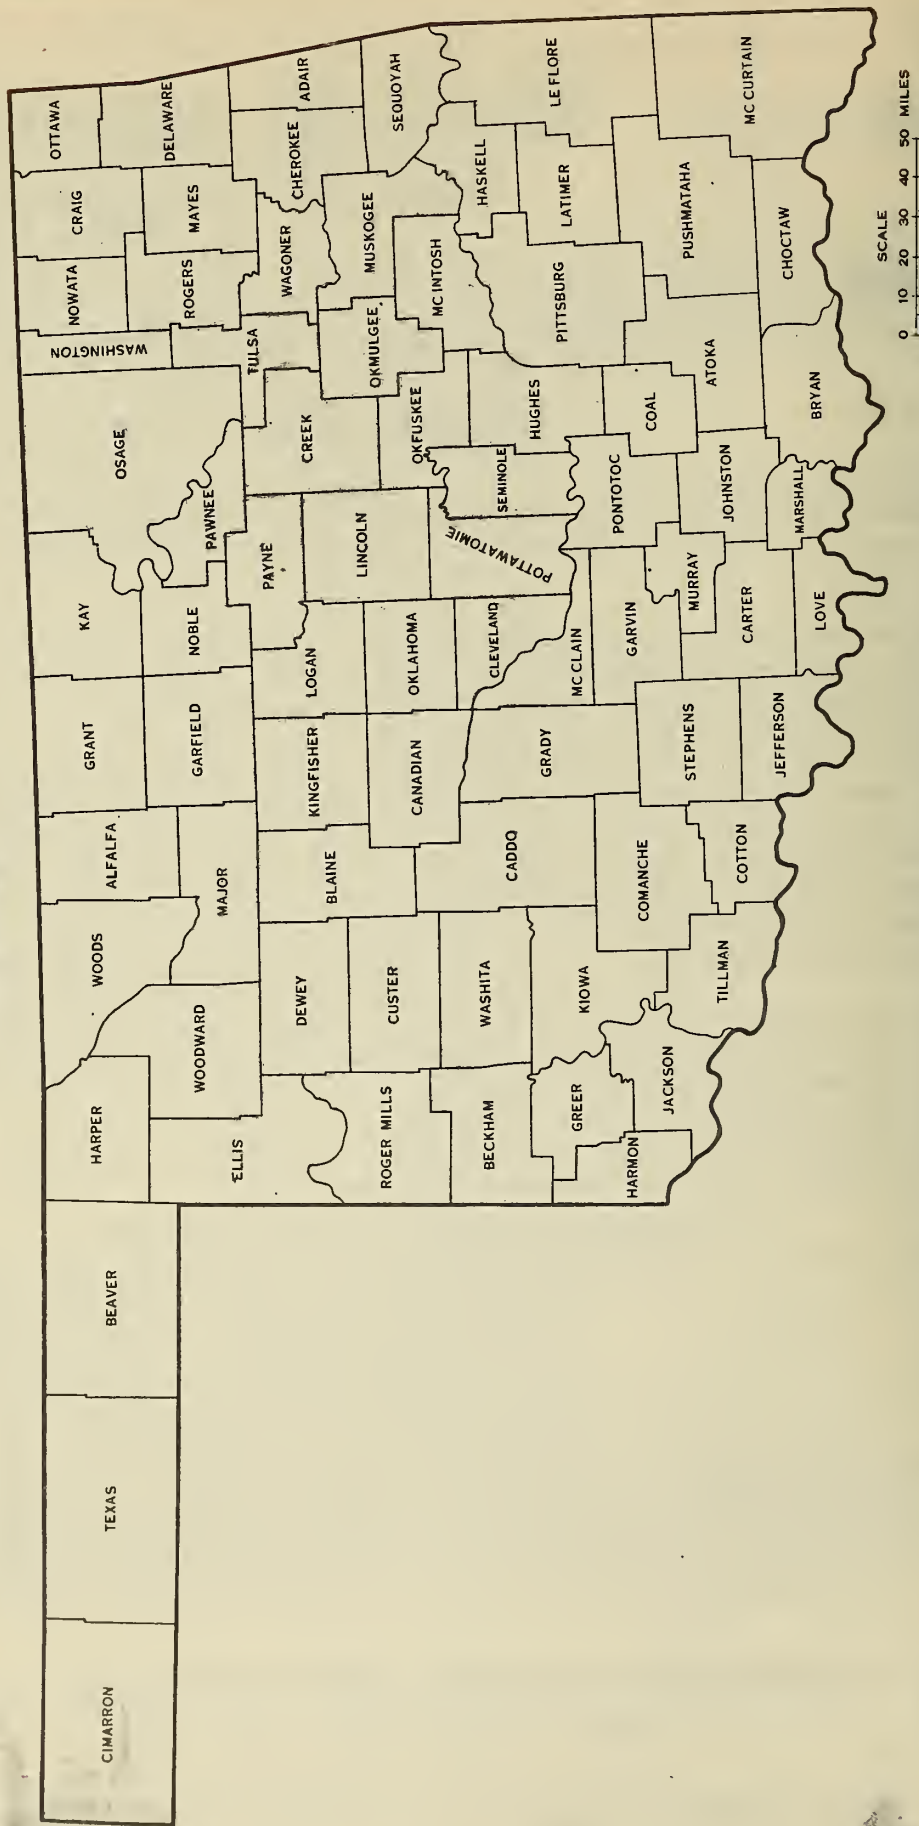 CIMARRON
TEXAS
BEAVER
HARPER
WOODS
ALFALFA
GRANT
KAY
OSAGE
WASHINGTON
NOWATA
CRAIG
OTTAWA
ELLIS
WOODWARD
MAJOR
GARFIELD
NOBLE
PAWNEE
ROGERS
MAYES
DELAWARE
ROGER MILLS
DEWEY
BLAINE
KINGFISHER
LOGAN
PAYNE
CREEK
TULSA
WAGONER
CHEROKEE
ADAIR
CUSTER
CANADIAN
OKLAHOMA
LINCOLN
OKFUSKEE
OKMULGEE
MUSKOGEE
SEQUOYAH
BECKHAM
WASHITA
CADDO
GRADY
CLEVELAND
POTTAWATOMIE
SEMINOLE
HUGHES
MC INTOSH
HASKELL
MC CLAIN
GREER
KIOWA
COMANCHE
GARVIN
PONTOTOC
PITTSBURG
LATIMER
LE FLORE
HARMON
JACKSON
TILLMAN
COTTON
STEPHENS
MURRAY
COAL
JOHNSTON
ATOKA
PUSHMATAHA
MC CURTAIN
JEFFERSON
CARTER
LOVE
MARSHALL
BRYAN
CHOCTAW
SCALE
0 10 20 30 40 50 MILES